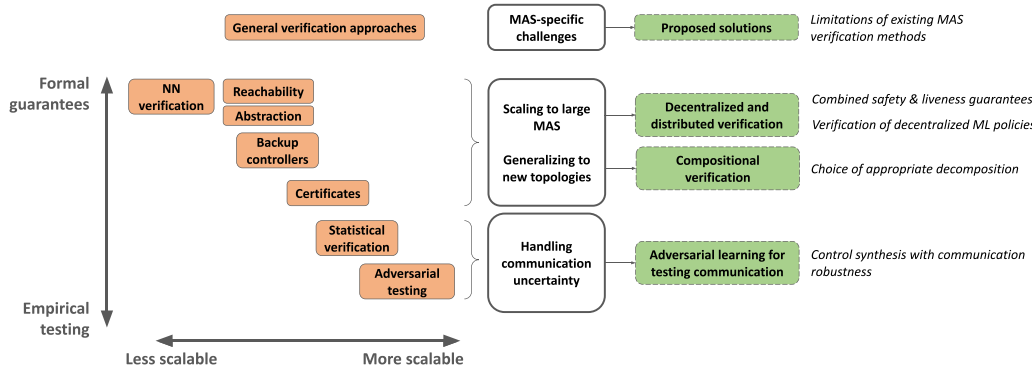 General verification approaches
MAS-specific
challenges
Proposed solutions
Limitations of existing MAS
verification methods
Formal
guarantees
NN
verification
Reachability
Abstraction
Backup
controllers
Certificates
Statistical
verification
Adversarial
testing
Empirical
testing
Less scalable
More scalable
Scaling to large
MAS
Generalizing to
new topologies
Handling
communication
uncertainty
Decentralized and
distributed verification
Compositional
verification
Adversarial learning for
testing communication
Combined safety & liveness guarantees
Verification of decentralized ML policies
Choice of appropriate decomposition
Control synthesis with communication
robustness